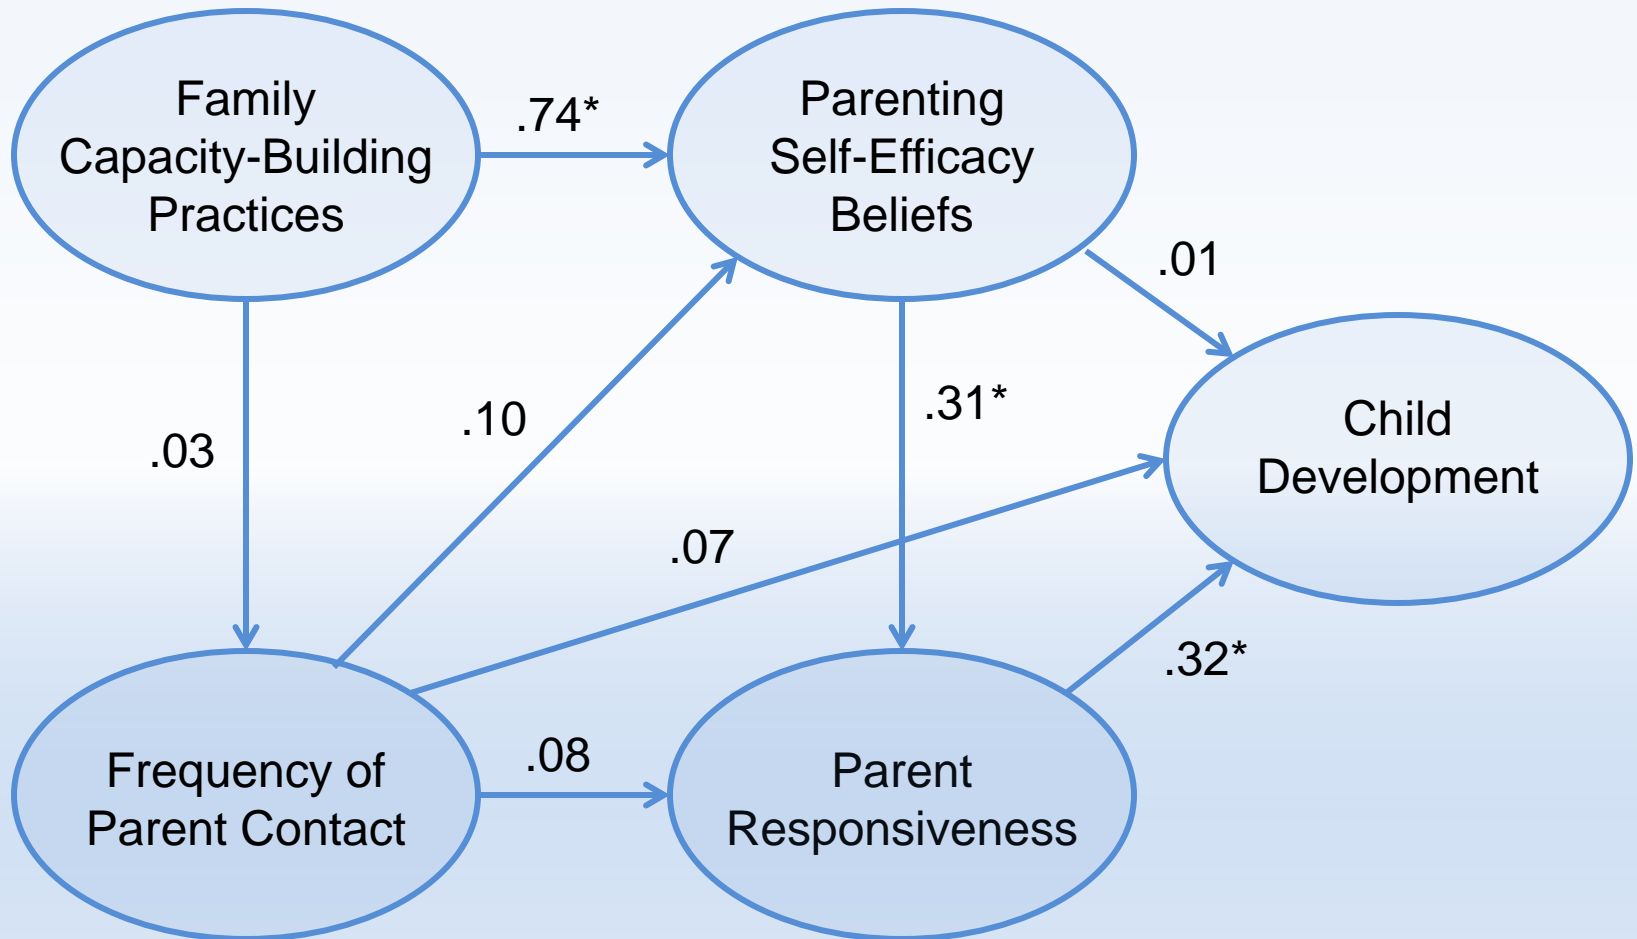 Family
Capacity-Building
Practices
.74*
Parenting
Self-Efficacy
Beliefs
.01
.03
.10
.31*
Child
Development
.07
.32*
Frequency of
Parent Contact
.08
Parent
Responsiveness